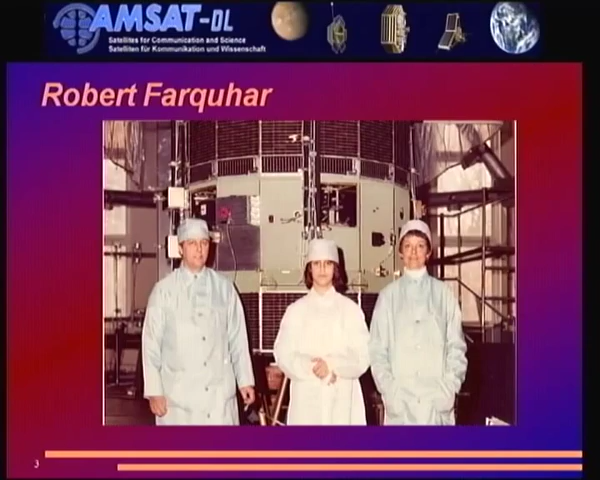 AMSAT-DL
Satellites for Communication and Science
Satelliten für Kommunikation und Wissenschaft
Robert Farquhar
3